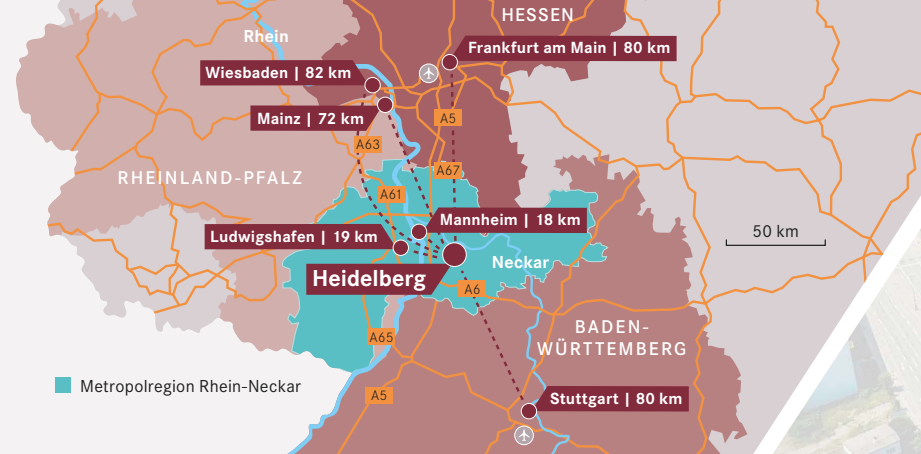 HESSEN
Rhein
Frankfurt am Main | 80 km
Wiesbaden | 82 km
Mainz | 72 km
A5
A63
A67
RHEINLAND-PFALZ
A61
Mannheim | 18 km
Ludwigshafen | 19 km
50 km
Neckar
Heidelberg
A6
BADEN-
WÜRTTEMBERG
A65
Metropolregion Rhein-Neckar
A5
Stuttgart | 80 km